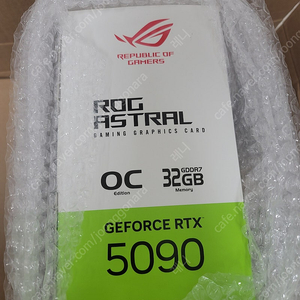 REPUBLIC OF
GAMERS
ROG
ASTRAL
GAMING GRAPHICS CARD
OC
Edition
GDDR7
32GB
Memory
GEFORCE RTX
5090